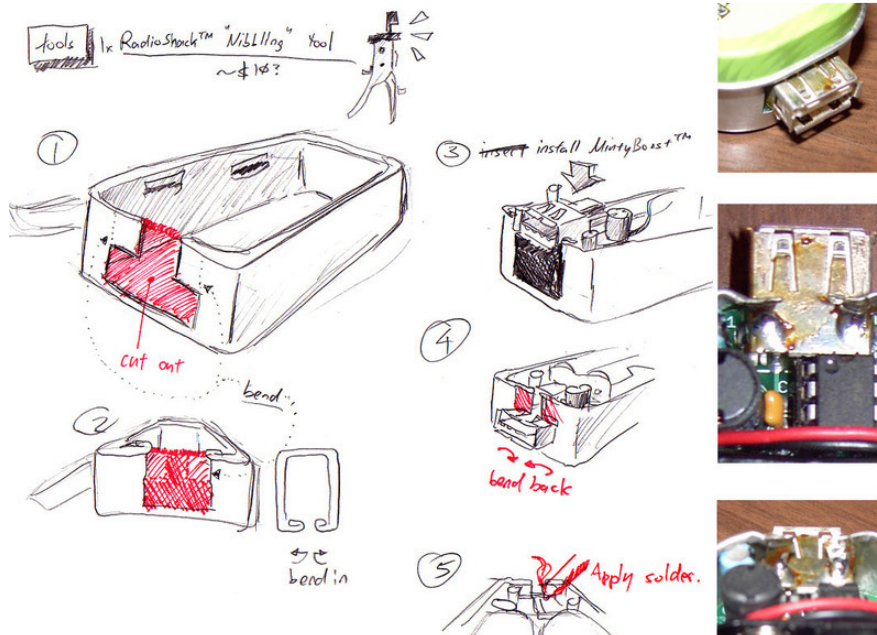 tools
1x RadioShack™ "Nibbling" tool
~$10?
1
cut out
bend
2
bend in
3 insert install MintyBoost™
4
bend back
5
Apply solder.
1
C